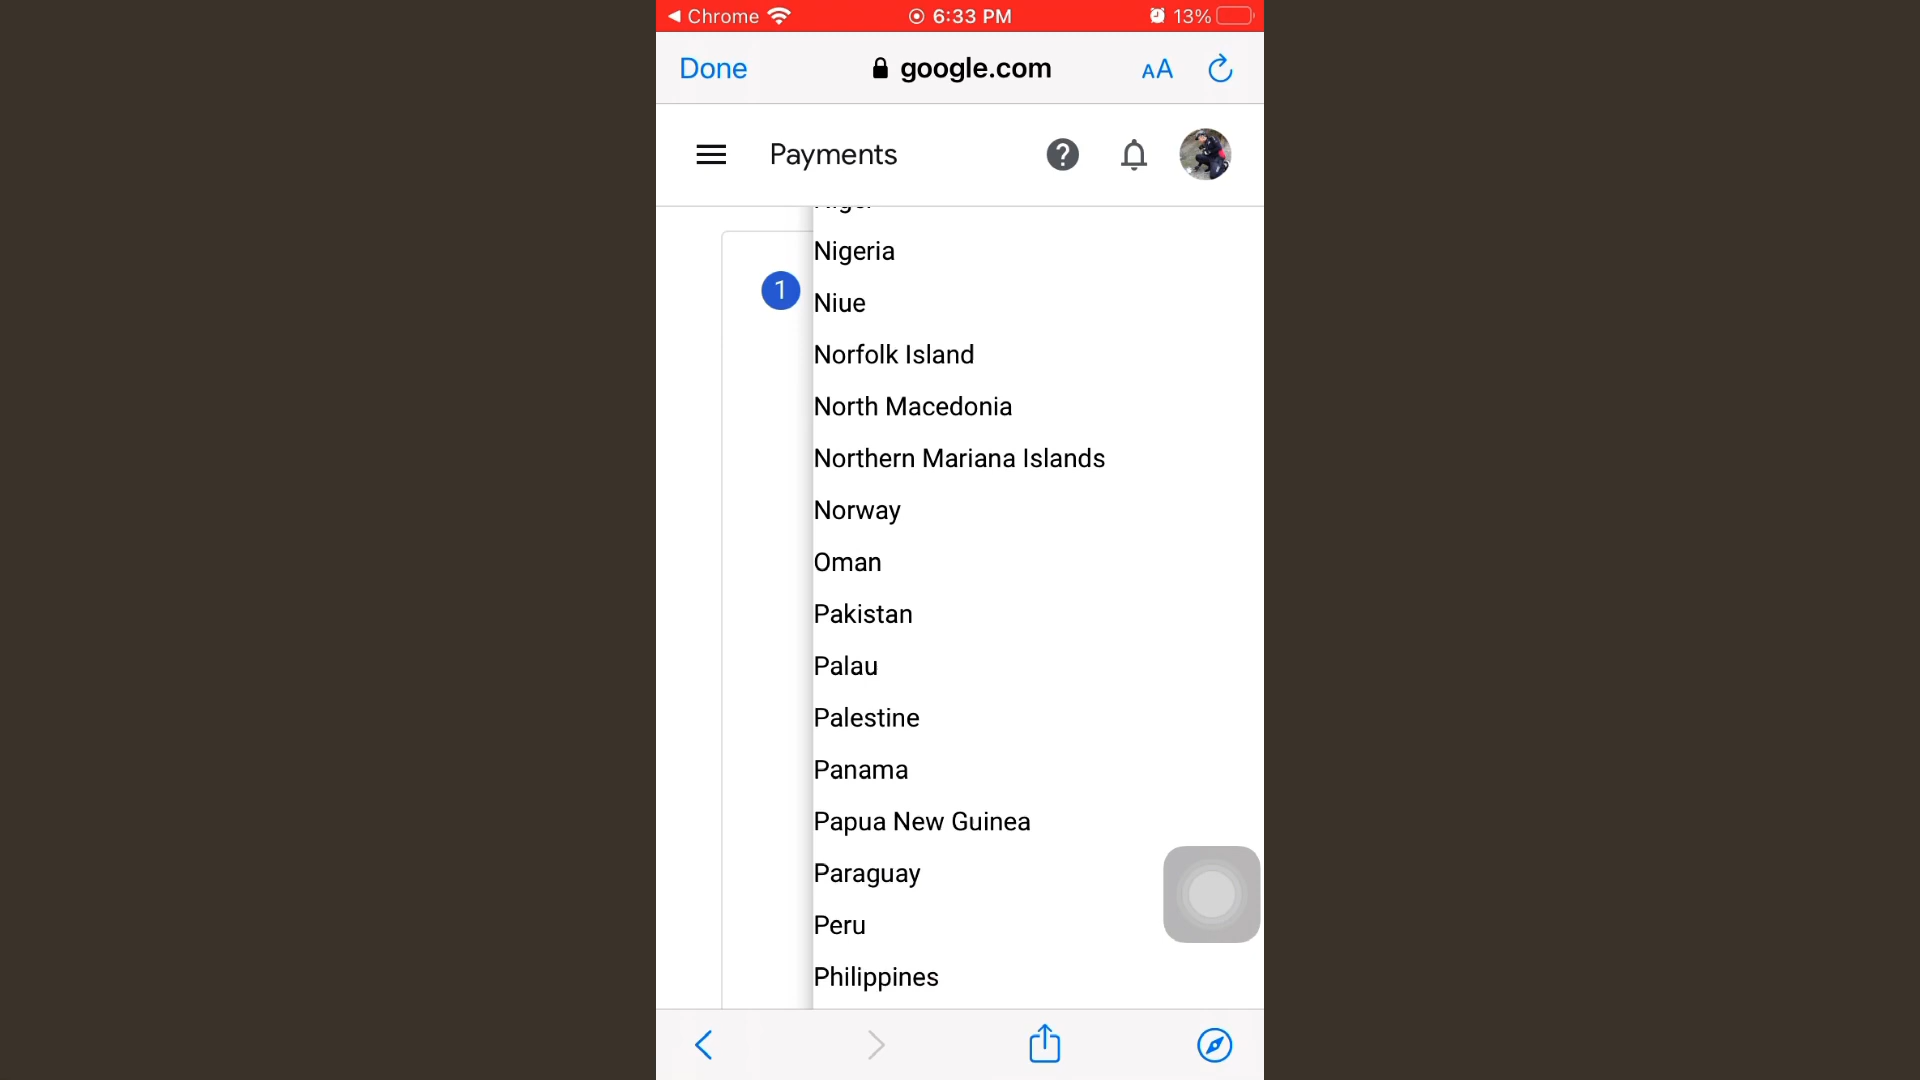 Chrome 6:33 PM 13%
Done google.com AA
Payments
Nigeria
1
Niue
Norfolk Island
North Macedonia
Northern Mariana Islands
Norway
Oman
Pakistan
Palau
Palestine
Panama
Papua New Guinea
Paraguay
Peru
Philippines